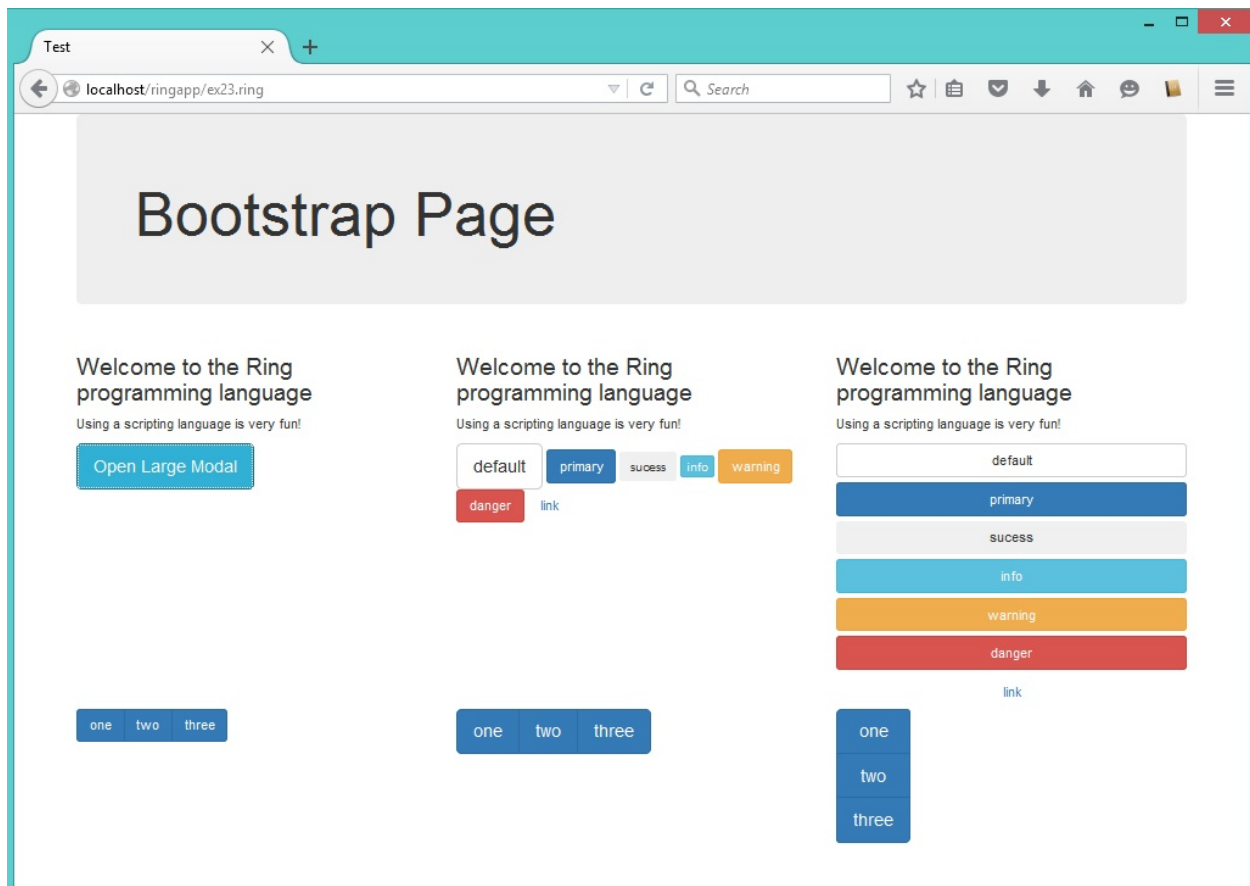 Test
localhost/ringapp/ex23.ring
Search
Bootstrap Page
Welcome to the Ring
programming language
Using a scripting language is very fun!
Open Large Modal
Welcome to the Ring
programming language
Using a scripting language is very fun!
default primary sucess info warning
danger link
Welcome to the Ring
programming language
Using a scripting language is very fun!
default
primary
sucess
info
warning
danger
link
one two three
one two three
one
two
three